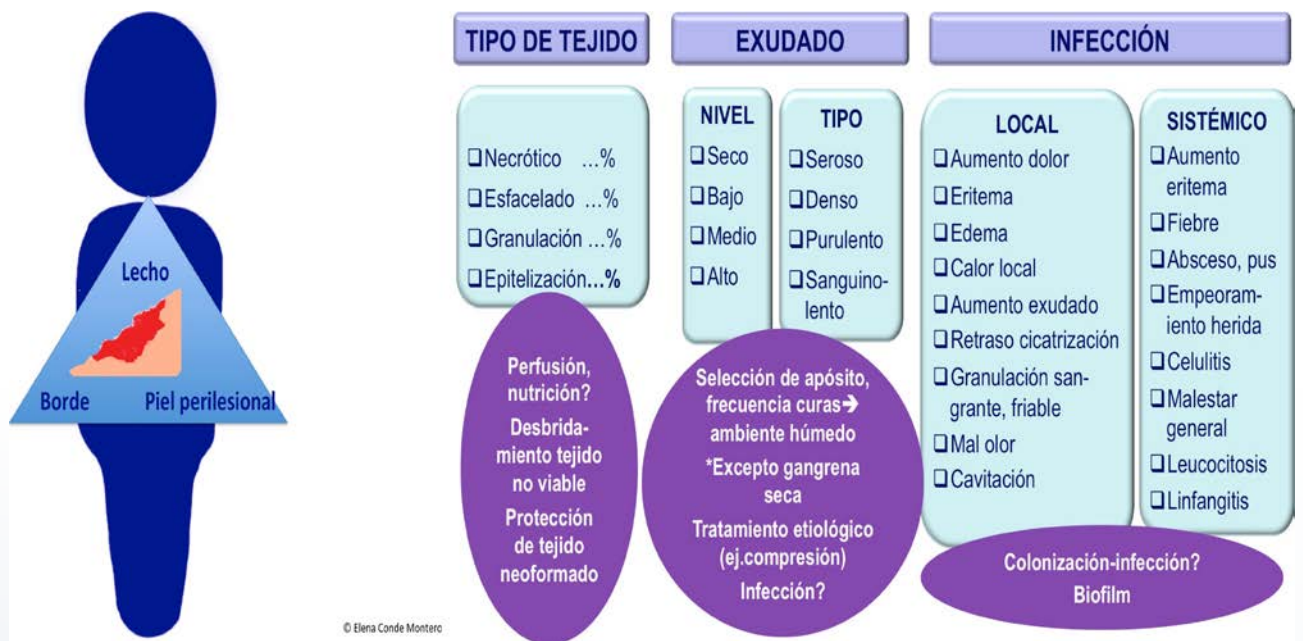 Lecho
Borde
Piel perilesional
© Elena Conde Montero
TIPO DE TEJIDO
❑Necrótico ...%
❑Esfacelado ...%
❑Granulación ...%
❑Epitelización...%
Perfusión,
nutrición?
Desbrida-
miento tejido
no viable
Protección
de tejido
neoformado
EXUDADO
NIVEL
❑Seco
❑Bajo
❑Medio
❑Alto
TIPO
❑Seroso
❑Denso
❑Purulento
❑Sanguino-
lento
Selección de apósito,
frecuencia curas➔
ambiente húmedo
*Excepto gangrena
seca
Tratamiento etiológico
(ej.compresión)
Infección?
INFECCIÓN
LOCAL
❑Aumento dolor
❑Eritema
❑Edema
❑Calor local
❑Aumento exudado
❑Retraso cicatrización
❑Granulación san-
grante, friable
❑Mal olor
❑Cavitación
SISTÉMICO
❑Aumento
eritema
❑Fiebre
❑Absceso, pus
❑Empeoram-
iento herida
❑Celulitis
❑Malestar
general
❑Leucocitosis
❑Linfangitis
Colonización-infección?
Biofilm